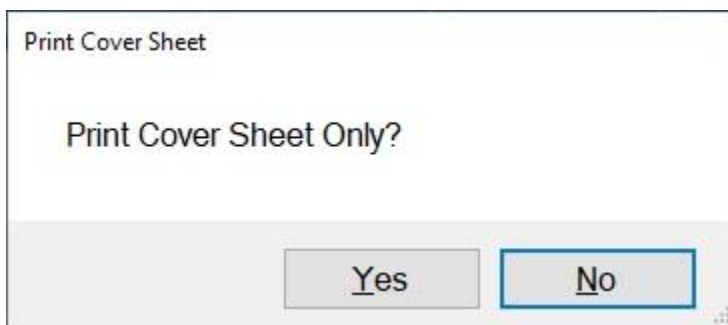 Print Cover Sheet
Print Cover Sheet Only?
Yes No